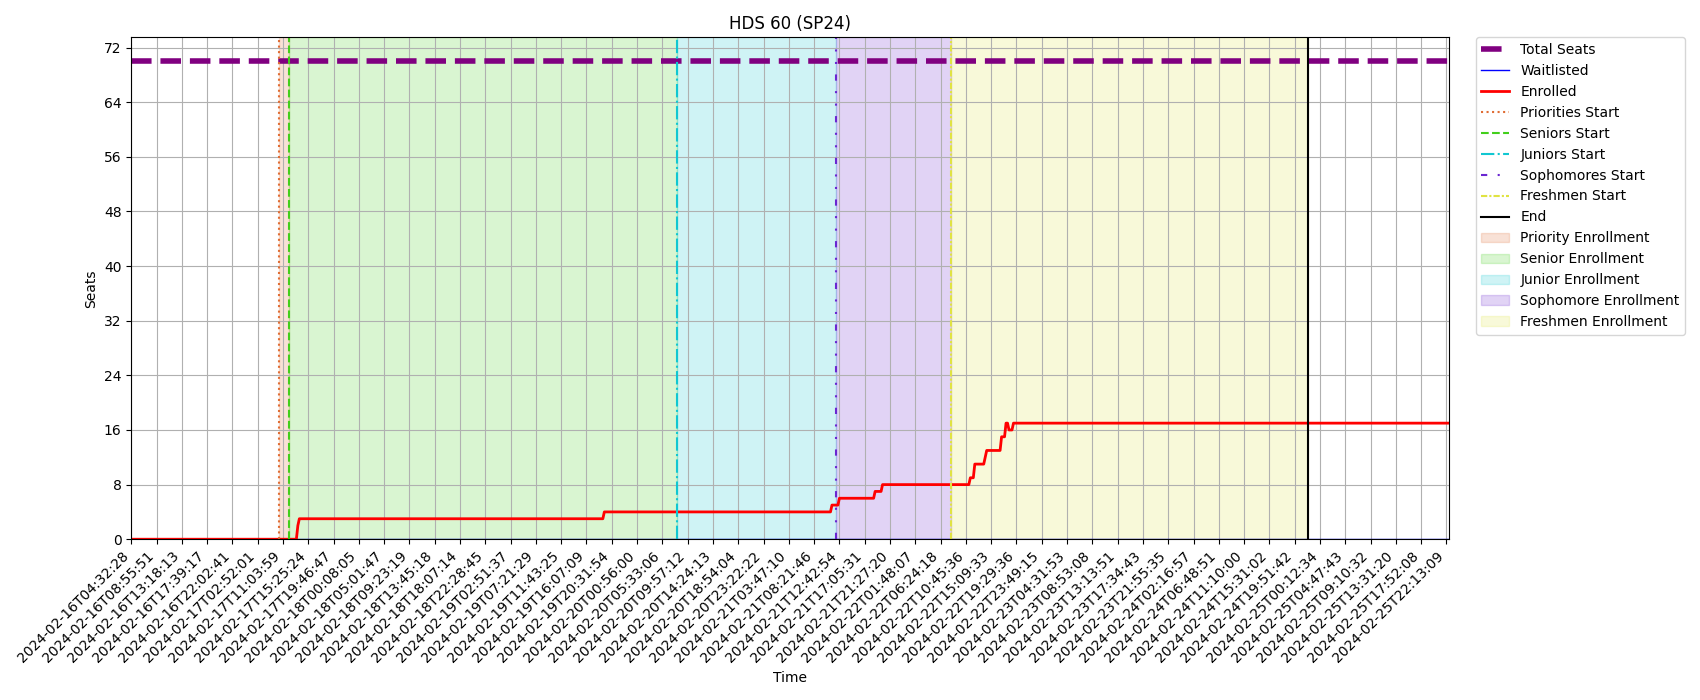 HDS 60 (SP24)
72
64
56
48
40
32
24
16
8
0
Seats
2024-02-16T04:32:28
2024-02-16T08:55:51
2024-02-16T13:18:13
2024-02-16T17:39:17
2024-02-16T22:02:41
2024-02-17T02:52:01
2024-02-17T11:03:59
2024-02-17T15:25:24
2024-02-17T19:46:47
2024-02-18T00:08:05
2024-02-18T05:01:47
2024-02-18T09:23:19
2024-02-18T13:45:18
2024-02-18T18:07:14
2024-02-18T22:28:45
2024-02-19T02:51:37
2024-02-19T07:21:29
2024-02-19T11:43:25
2024-02-19T16:07:09
2024-02-19T20:31:54
2024-02-20T00:56:00
2024-02-20T05:33:06
2024-02-20T09:57:12
2024-02-20T14:24:13
2024-02-20T18:54:04
2024-02-20T23:22:22
2024-02-21T03:47:10
2024-02-21T08:21:46
2024-02-21T12:42:54
2024-02-21T17:05:31
2024-02-21T21:27:20
2024-02-22T01:48:07
2024-02-22T06:24:18
2024-02-22T10:45:36
2024-02-22T15:09:33
2024-02-22T19:29:36
2024-02-22T23:49:15
2024-02-23T04:31:53
2024-02-23T08:53:08
2024-02-23T13:13:51
2024-02-23T17:34:43
2024-02-23T21:55:35
2024-02-24T02:16:57
2024-02-24T06:48:51
2024-02-24T11:10:00
2024-02-24T15:31:02
2024-02-24T19:51:42
2024-02-25T00:12:34
2024-02-25T04:47:43
2024-02-25T09:10:32
2024-02-25T13:31:20
2024-02-25T17:52:08
2024-02-25T22:13:09
Time
Total Seats
Waitlisted
Enrolled
Priorities Start
Seniors Start
Juniors Start
Sophomores Start
Freshmen Start
End
Priority Enrollment
Senior Enrollment
Junior Enrollment
Sophomore Enrollment
Freshmen Enrollment